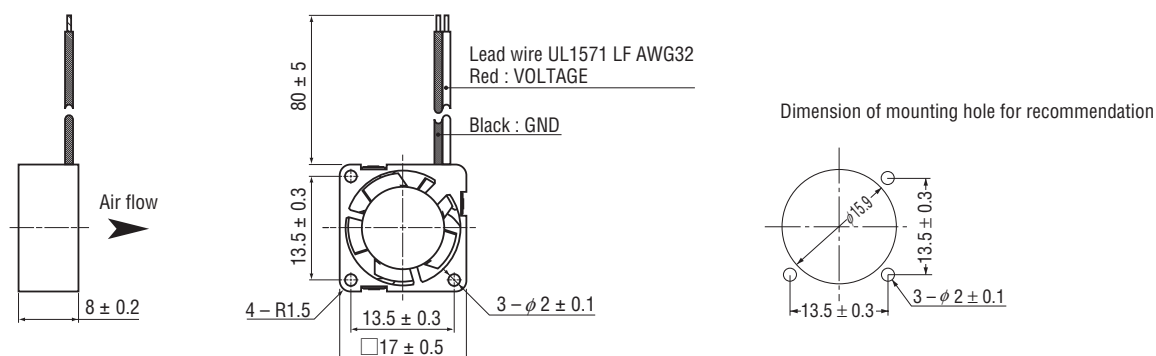 Air flow
8 ± 0.2
80 ± 5
Lead wire UL1571 LF AWG32
Red : VOLTAGE
Black : GND
13.5 ± 0.3
4 – R1.5
13.5 ± 0.3
3 – ϕ 2 ± 0.1
□17 ± 0.5
Dimension of mounting hole for recommendation
ϕ15.9
13.5 ± 0.3
13.5 ± 0.3
3 – ϕ 2 ± 0.1